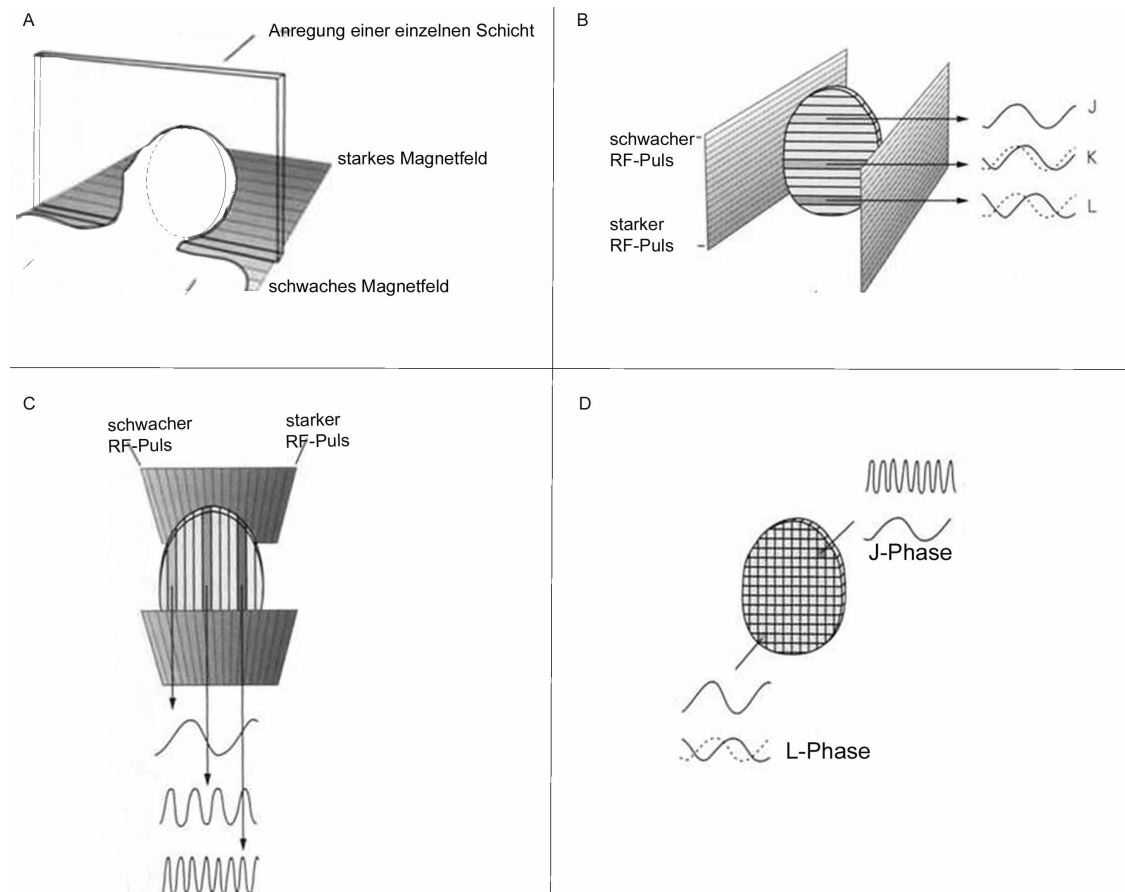 A
Anregung einer einzelnen Schicht
starkes Magnetfeld
schwaches Magnetfeld
B
schwacher
RF-Puls
starker
RF-Puls
J
K
L
C
schwacher
RF-Puls
starker
RF-Puls
D
J-Phase
L-Phase